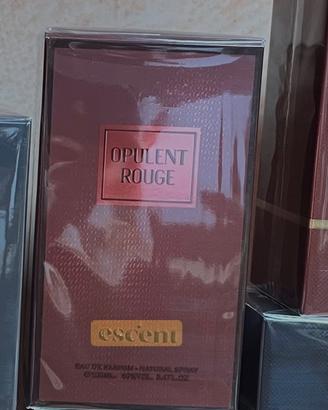 OPULENT
ROUGE
escent
EAU DE PARFUM • NATURAL SPRAY